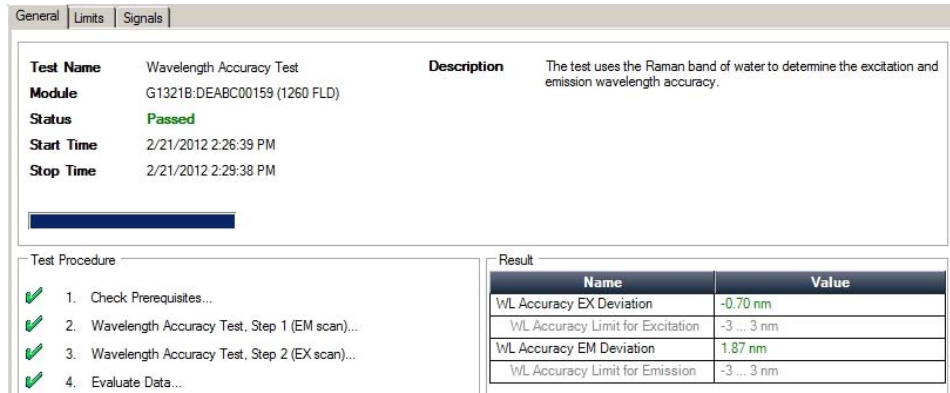 General Limits Signals
Test Name Wavelength Accuracy Test
Module G1321B:DEABC00159 (1260 FLD)
Status Passed
Start Time 2/21/2012 2:26:39 PM
Stop Time 2/21/2012 2:29:38 PM
Description The test uses the Raman band of water to determine the excitation and
emission wavelength accuracy.
Test Procedure
1. Check Prerequisites...
2. Wavelength Accuracy Test, Step 1 (EM scan)...
3. Wavelength Accuracy Test, Step 2 (EX scan)...
4. Evaluate Data...
Result
Name Value
WL Accuracy EX Deviation -0.70 nm
WL Accuracy Limit for Excitation -3 ... 3 nm
WL Accuracy EM Deviation 1.87 nm
WL Accuracy Limit for Emission -3 ... 3 nm